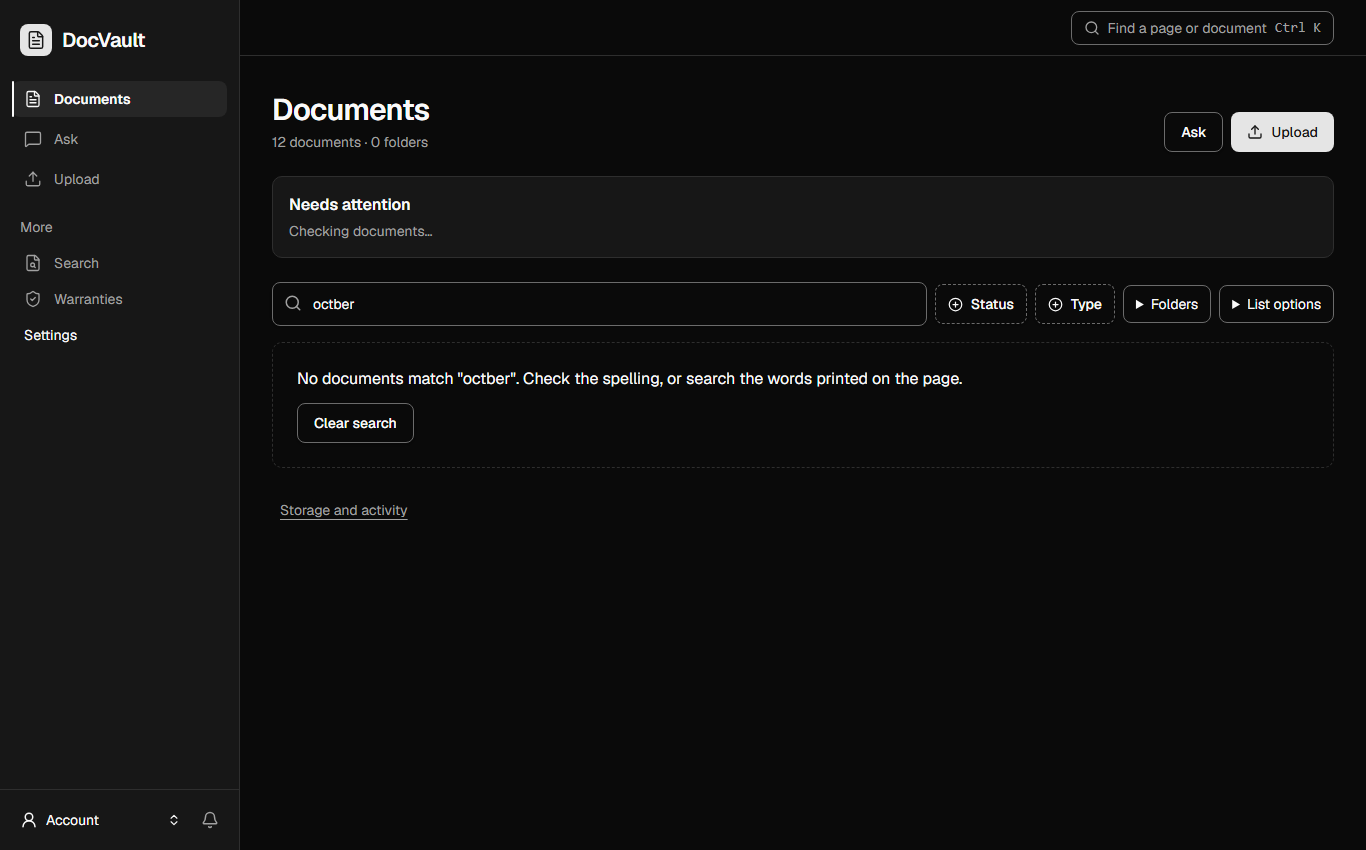 DocVault
Documents
Ask
Upload
More
Search
Warranties
Settings
Account
Find a page or document Ctrl K
Documents
12 documents · 0 folders
Ask
Upload
Needs attention
Checking documents…
octber
Status
Type
Folders
List options
No documents match "octber". Check the spelling, or search the words printed on the page.
Clear search
Storage and activity